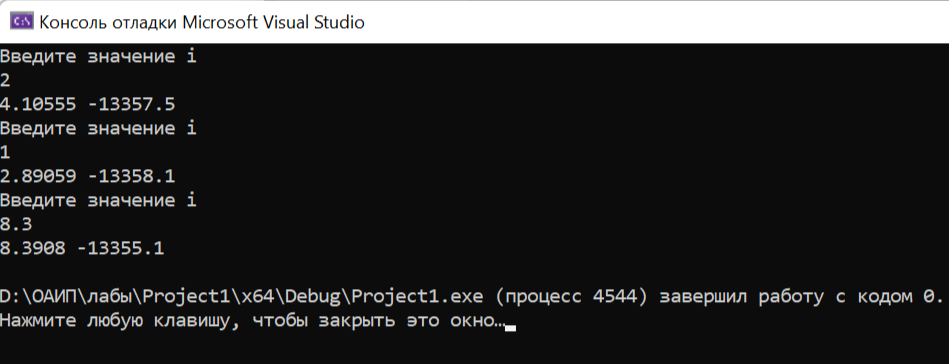 Консоль отладки Microsoft Visual Studio
Введите значение i
2
4.10555 -13357.5
Введите значение i
1
2.89059 -13358.1
Введите значение i
8.3
8.3908 -13355.1
D:\ОАИП\лабы\Project1\x64\Debug\Project1.exe (процесс 4544) завершил работу с кодом 0.
Нажмите любую клавишу, чтобы закрыть это окно…